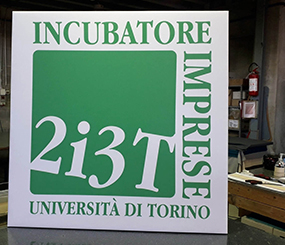 INCUBATORE
IMPRESE
2i3T
UNIVERSITÀ DI TORINO